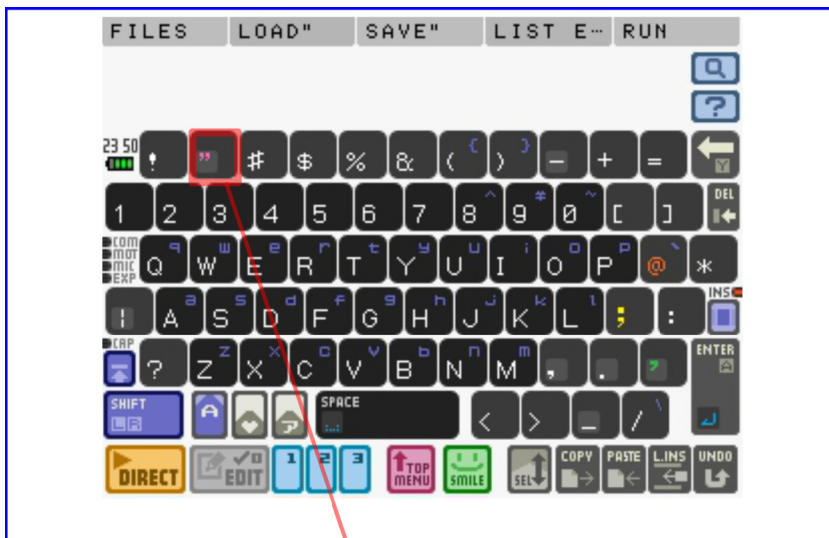 FILES LOAD" SAVE" LIST E… RUN
?
23 50 ! " # $ % & ( { ) } - + = Y
1 2 3 4 5 6 7 8 ^ 9 ¥ 0 ~ [ ] DEL
COM
MOT
MIC
EXP
Q q W w E e R r T t Y y U u I i O o P p @ ` *
¦ A a S s D d F f G g H h J j K k L l ; : INS
CAP ? Z z X x C c V v B b N n M m , . ' ENTER A
SHIFT L R A SPACE < > _ / \
DIRECT EDIT 1 2 3 TOP MENU SMILE SEL COPY PASTE L.INS UNDO